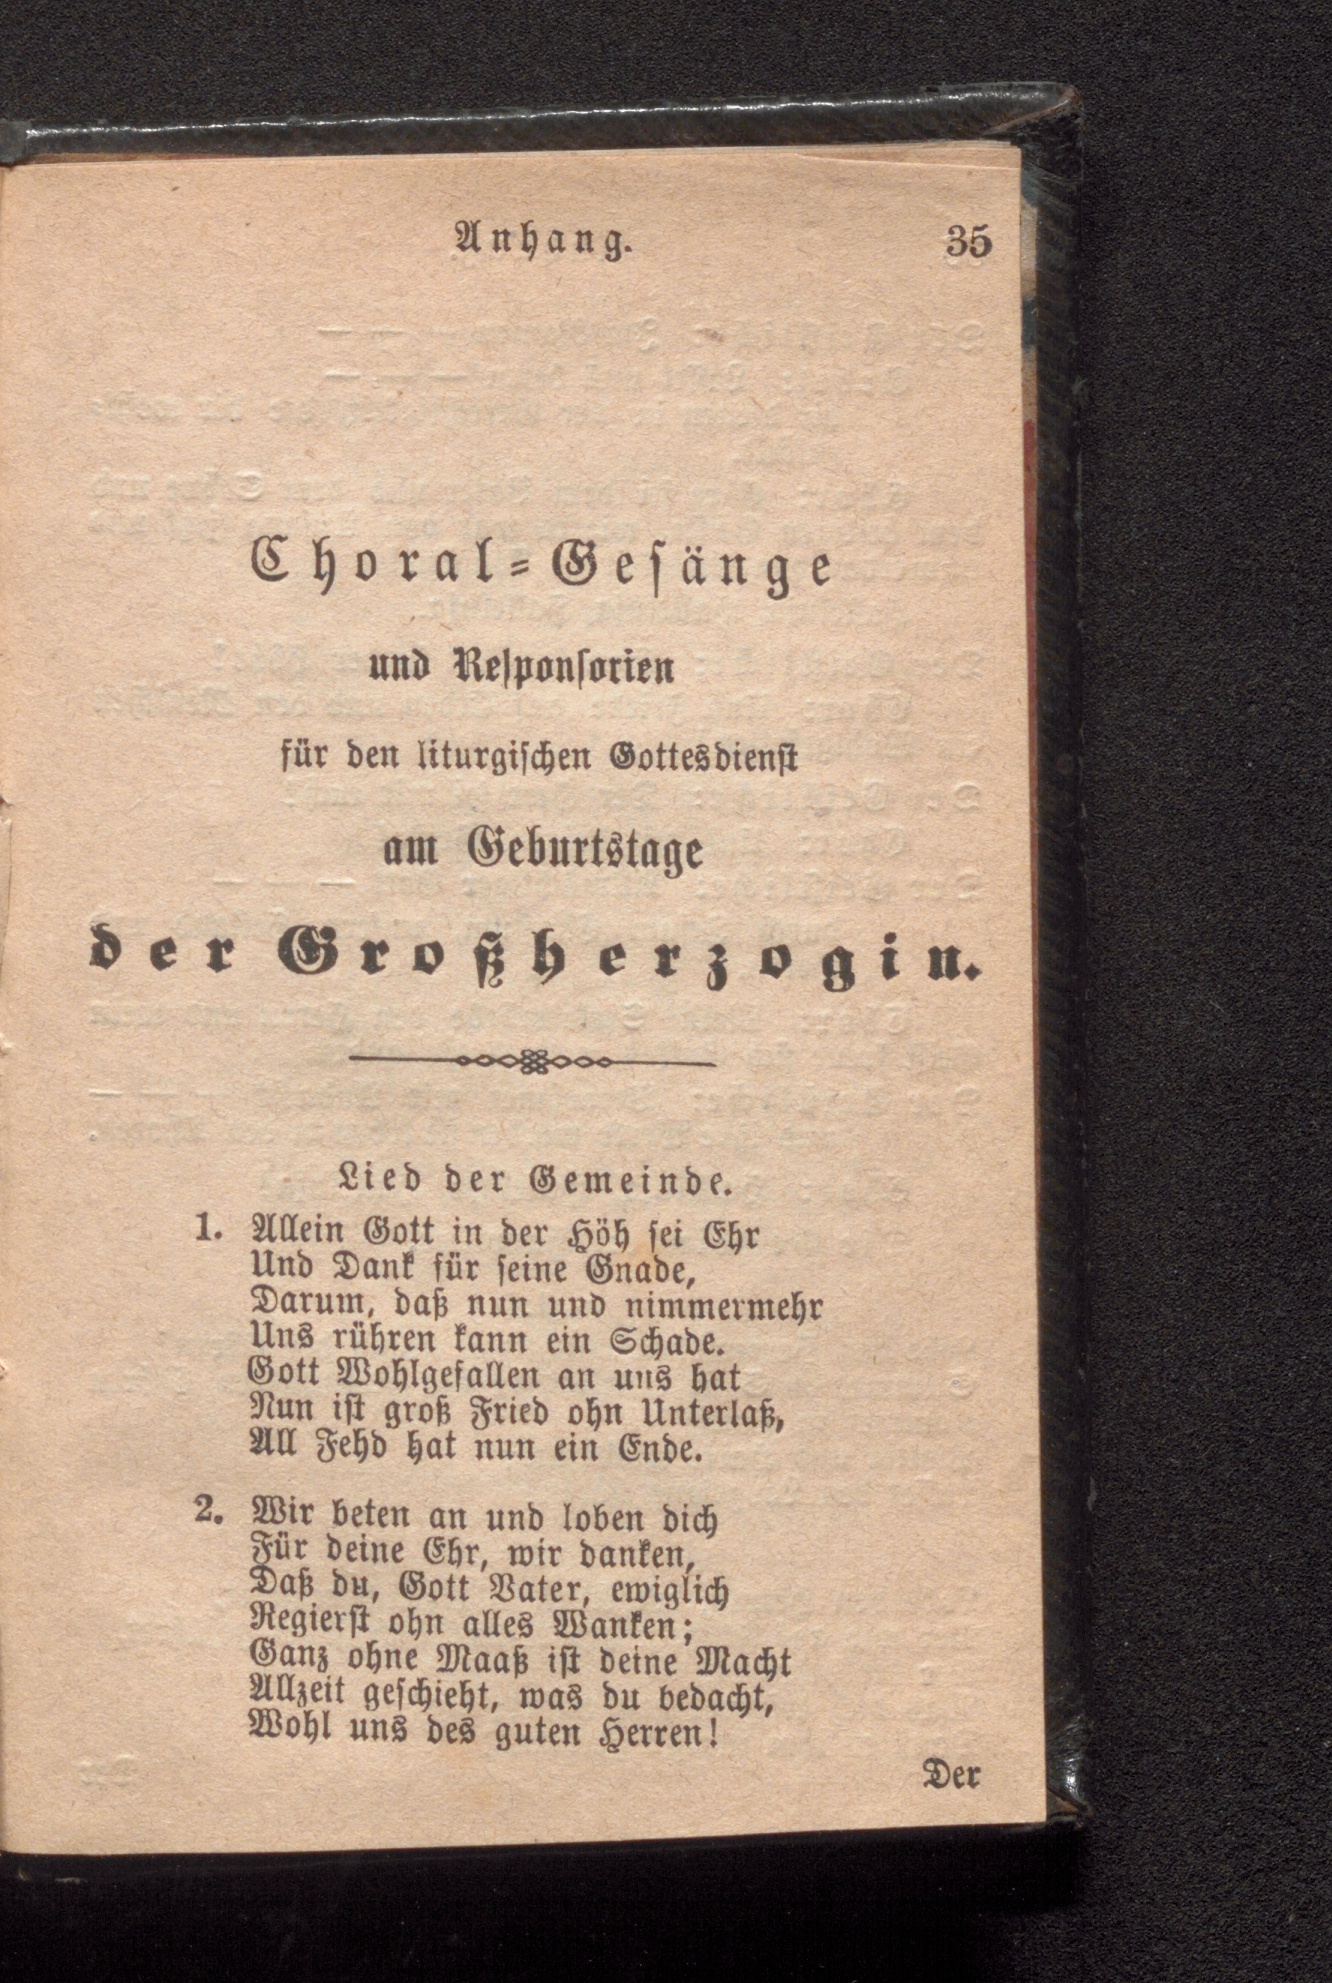 Anhang. 35
Choral-Gesänge
und Responsorien
für den liturgischen Gottesdienst
am Geburtstage
der Großherzogin.
Lied der Gemeinde.
1. Allein Gott in der Höh sei Ehr
Und Dank für seine Gnade,
Darum, daß nun und nimmermehr
Uns rühren kann ein Schade.
Gott Wohlgefallen an uns hat
Nun ist groß Fried ohn Unterlaß,
All Fehd hat nun ein Ende.
2. Wir beten an und loben dich
Für deine Ehr, wir danken,
Daß du, Gott Vater, ewiglich
Regierst ohn alles Wanken;
Ganz ohne Maaß ist deine Macht
Allzeit geschieht, was du bedacht,
Wohl uns des guten Herren!
Der